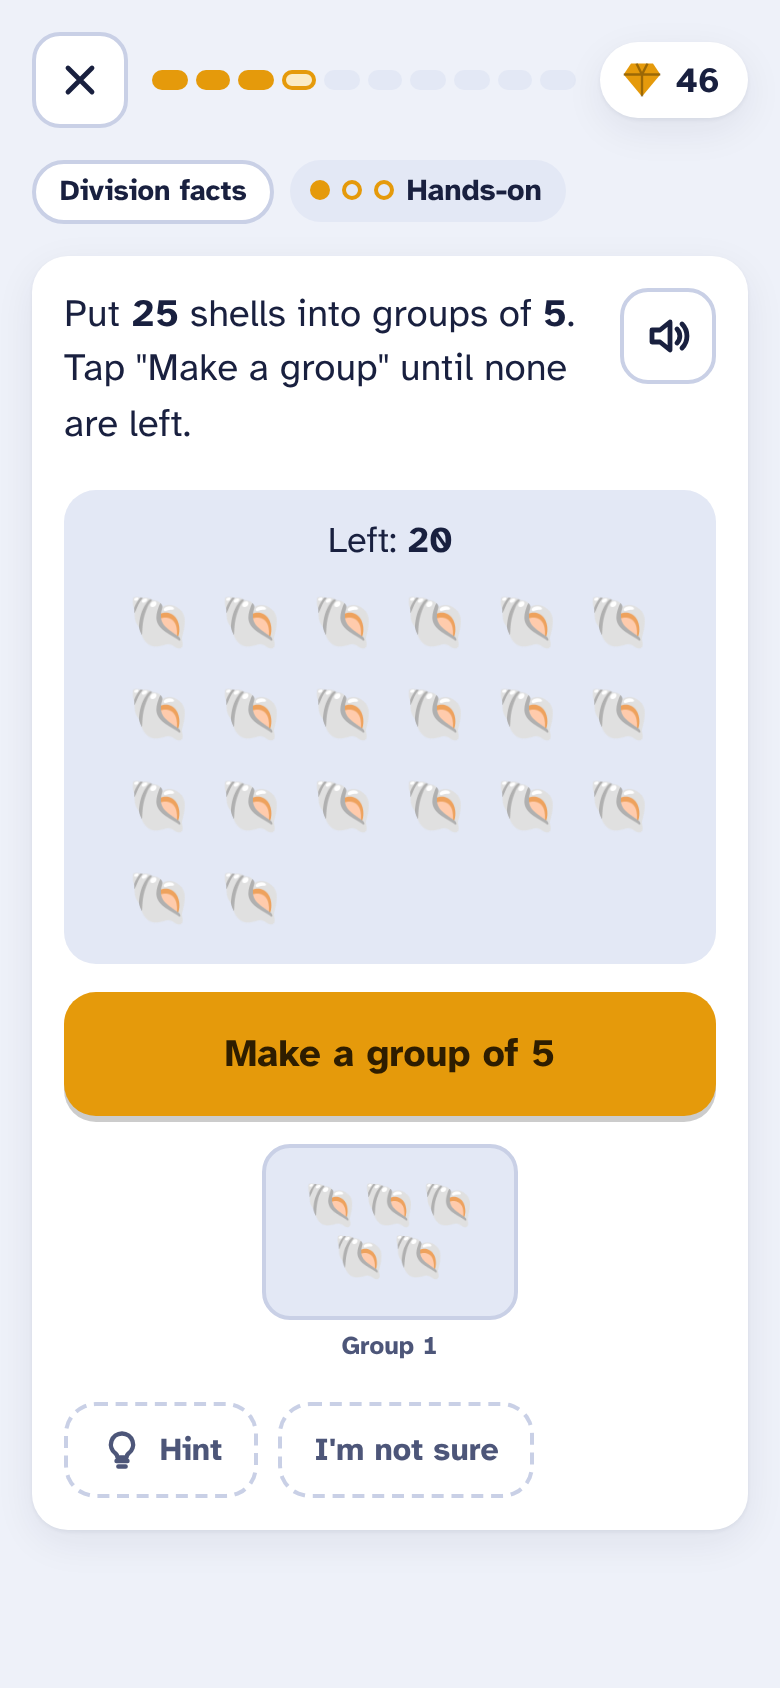 46
Division facts
Hands-on
Put 25 shells into groups of 5.
Tap "Make a group" until none
are left.
Left: 20
Make a group of 5
Group 1
Hint
I'm not sure